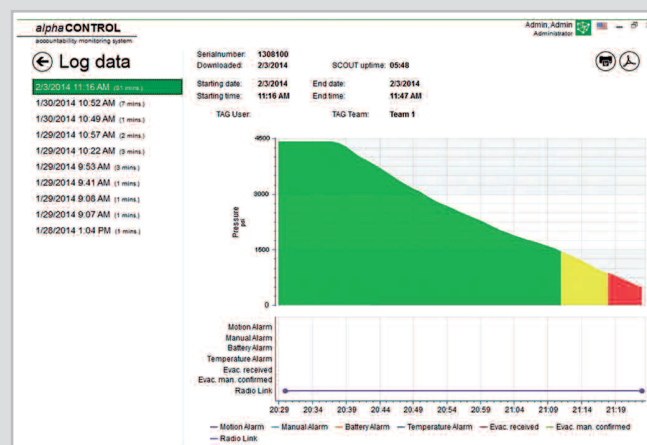 alphaCONTROL
accountability monitoring system
Admin, Admin
Administrator
Log data
Serialnumber: 1308100
Downloaded: 2/3/2014 SCOUT uptime: 05:48
Starting date: 2/3/2014 End date: 2/3/2014
Starting time: 11:16 AM End time: 11:47 AM
TAG User: TAG Team: Team 1
2/3/2014 11:16 AM (31 mins.)
1/30/2014 10:52 AM (7 mins.)
1/30/2014 10:49 AM (1 mins.)
1/29/2014 10:57 AM (2 mins.)
1/29/2014 10:22 AM (3 mins.)
1/29/2014 9:53 AM (3 mins.)
1/29/2014 9:41 AM (1 mins.)
1/29/2014 9:08 AM (1 mins.)
1/29/2014 9:07 AM (1 mins.)
1/28/2014 1:04 PM (1 mins.)
4500
3000
1500
0
Pressure
psi
Motion Alarm
Manual Alarm
Battery Alarm
Temperature Alarm
Evac. received
Evac. man. confirmed
Radio Link
20:29 20:34 20:39 20:44 20:49 20:54 20:59 21:04 21:09 21:14 21:19
Motion Alarm Manual Alarm Battery Alarm Temperature Alarm Evac. received Evac. man. confirmed
Radio Link